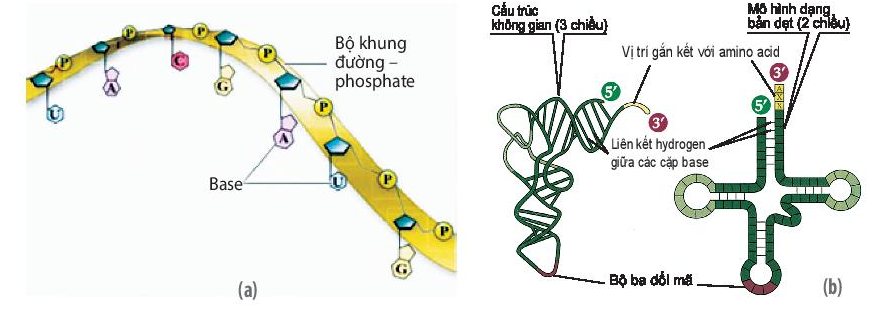 P
P
P
P
P
P
P
U
A
C
G
A
U
G
Bộ khung
đường –
phosphate
Base
(a)
Cấu trúc
không gian (3 chiều)
Mô hình dạng
bản dẹt (2 chiều)
Vị trí gắn kết với amino acid
5′
3′
3′
5′
A
X
X
Liên kết hydrogen
giữa các cặp base
Bộ ba đối mã
(b)